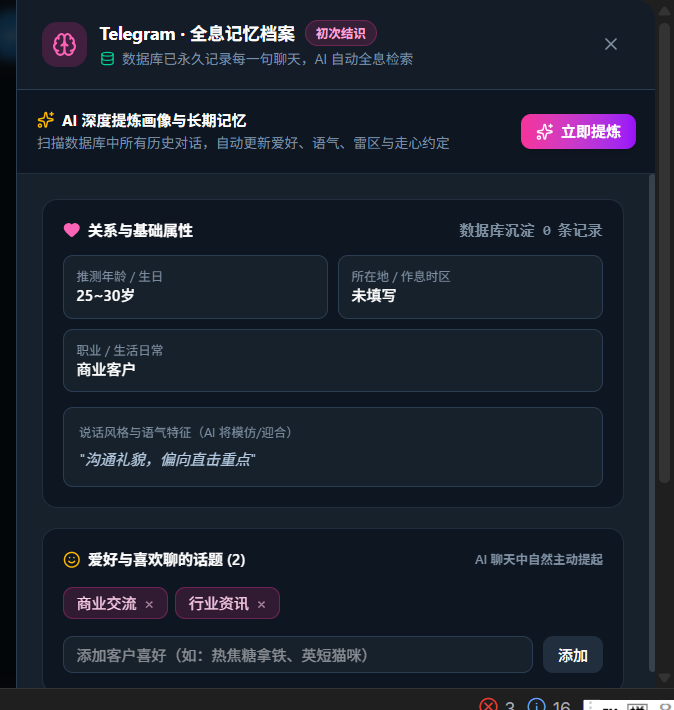 Telegram · 全息记忆档案 初次结识
数据库已永久记录每一句聊天，AI 自动全息检索
AI 深度提炼画像与长期记忆
扫描数据库中所有历史对话，自动更新爱好、语气、雷区与走心约定
立即提炼
关系与基础属性 数据库沉淀 0 条记录
推测年龄 / 生日
25~30岁
所在地 / 作息时区
未填写
职业 / 生活日常
商业客户
说话风格与语气特征（AI 将模仿/迎合）
"沟通礼貌，偏向直击重点"
爱好与喜欢聊的话题 (2) AI 聊天中自然主动提起
商业交流 × 行业资讯 ×
添加客户喜好（如：热焦糖拿铁、英短猫咪） 添加
3 16